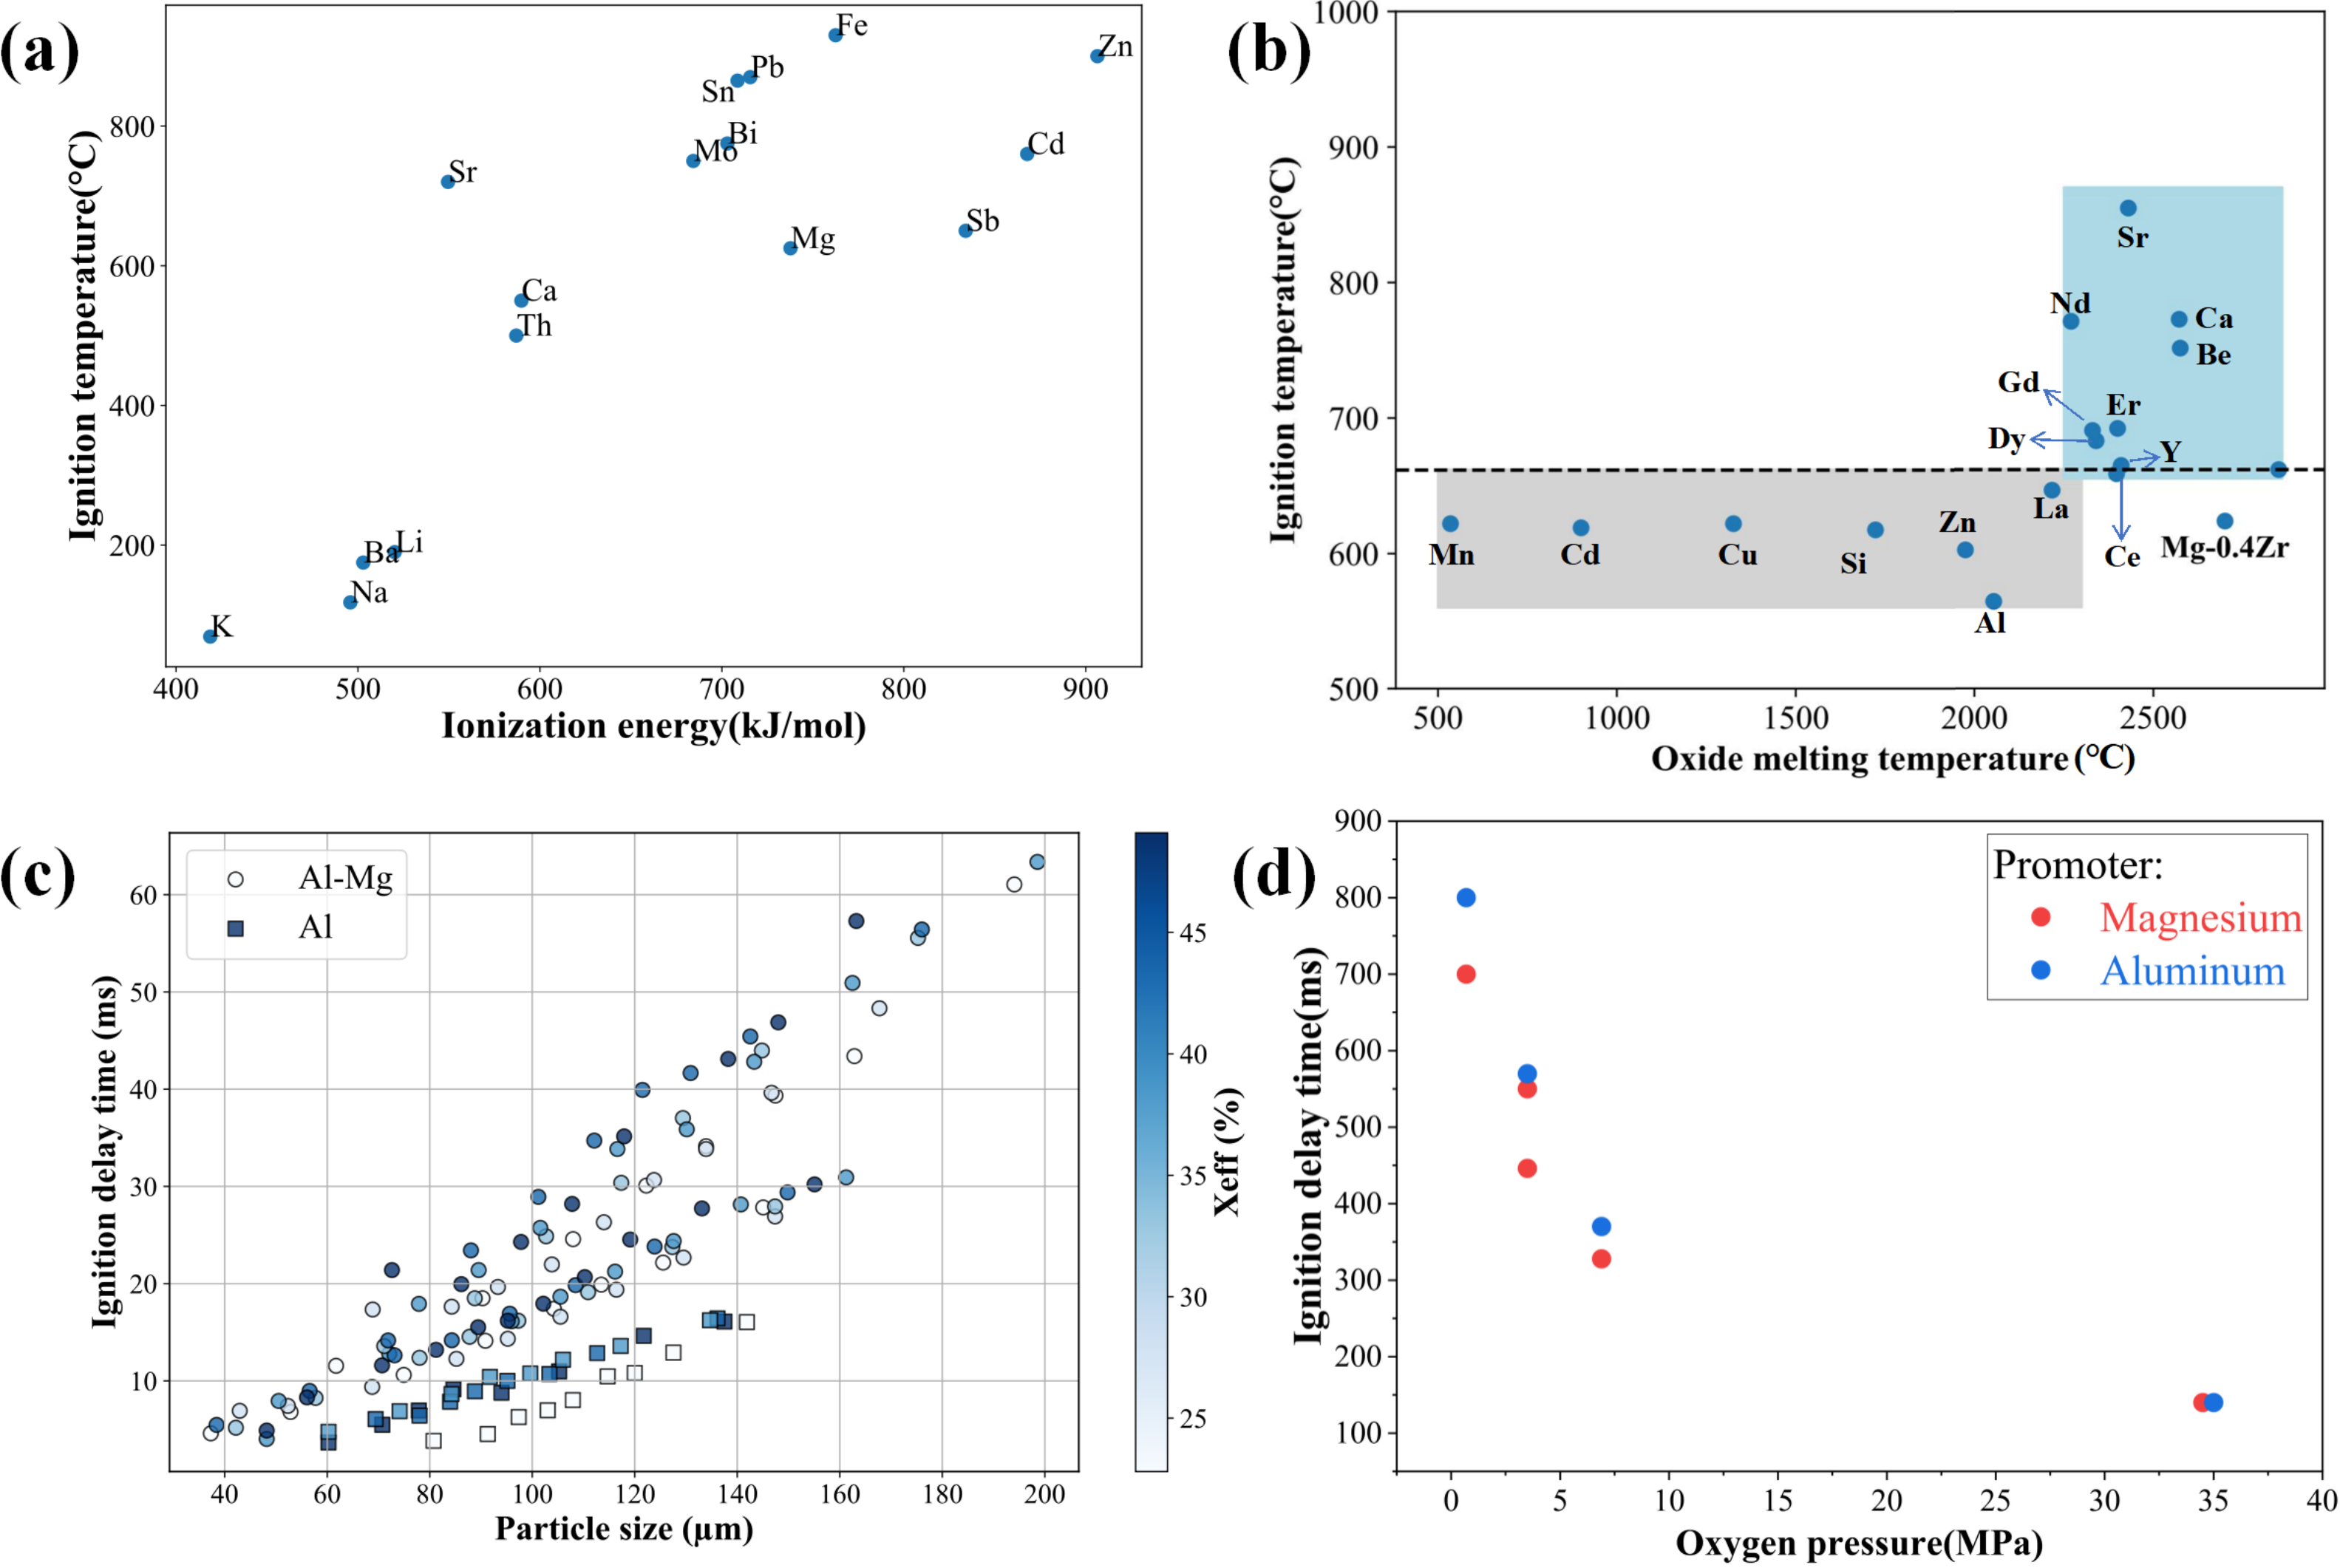 (a)
Ignition temperature(°C)
800
600
400
200
Fe
Zn
Pb
Sn
Bi
Mo
Cd
Sr
Sb
Mg
Ca
Th
Li
Ba
Na
K
400 500 600 700 800 900
Ionization energy(kJ/mol)
(b)
Ignition temperature(°C)
1000
900
800
700
600
500
Sr
Nd
Ca
Be
Gd
Er
Dy
Y
La
Zn
Mn
Cd
Cu
Si
Ce
Mg-0.4Zr
Al
500 1000 1500 2000 2500
Oxide melting temperature(°C)
(c)
Ignition delay time (ms)
60
50
40
30
20
10
Al-Mg
Al
40 60 80 100 120 140 160 180 200
Particle size (μm)
45
40
35
30
25
Xeff (%)
(d)
Ignition delay time(ms)
900
800
700
600
500
400
300
200
100
Promoter:
Magnesium
Aluminum
0 5 10 15 20 25 30 35 40
Oxygen pressure(MPa)